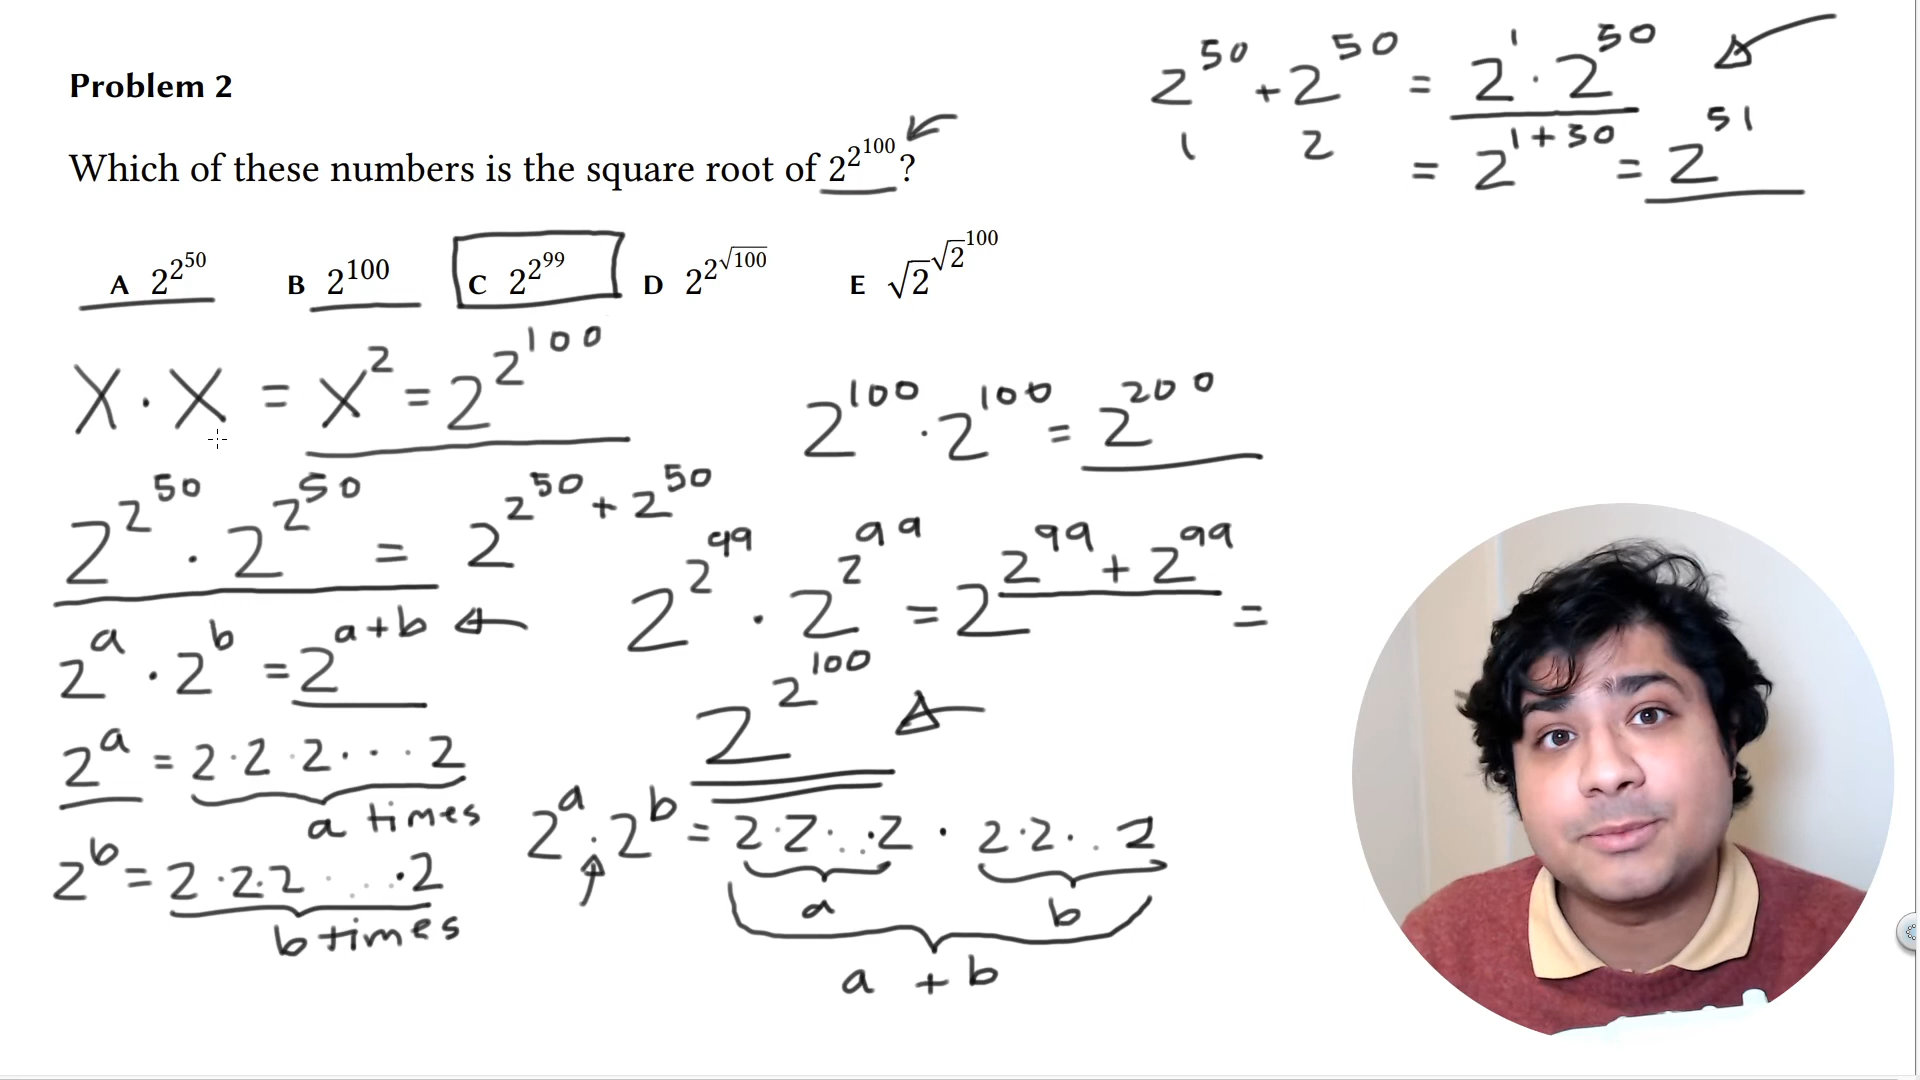 Problem 2
Which of these numbers is the square root of 2^{2^{100}}?
A 2^{2^{50}} B 2^{100} C 2^{2^{99}} D 2^{2^{\sqrt{100}}} E \sqrt{2}^{\sqrt{2}^{100}}
2^{50} + 2^{50} = 2^1 · 2^{50}
1 2
= 2^{1+50} = 2^{51}
X · X = X^2 = 2^{2^{100}}
2^{100} · 2^{100} = 2^{200}
2^{2^{50}} · 2^{2^{50}} = 2^{2^{50} + 2^{50}}
2^{2^{99}} · 2^{2^{99}} = 2^{2^{99} + 2^{99}} =
2^{2^{100}}
2^a · 2^b = 2^{a+b}
2^a = 2·2·2···2
a times
2^b = 2·2·2....·2
b times
2^a · 2^b = 2·2·..·2 · 2·2·.2
a b
a + b